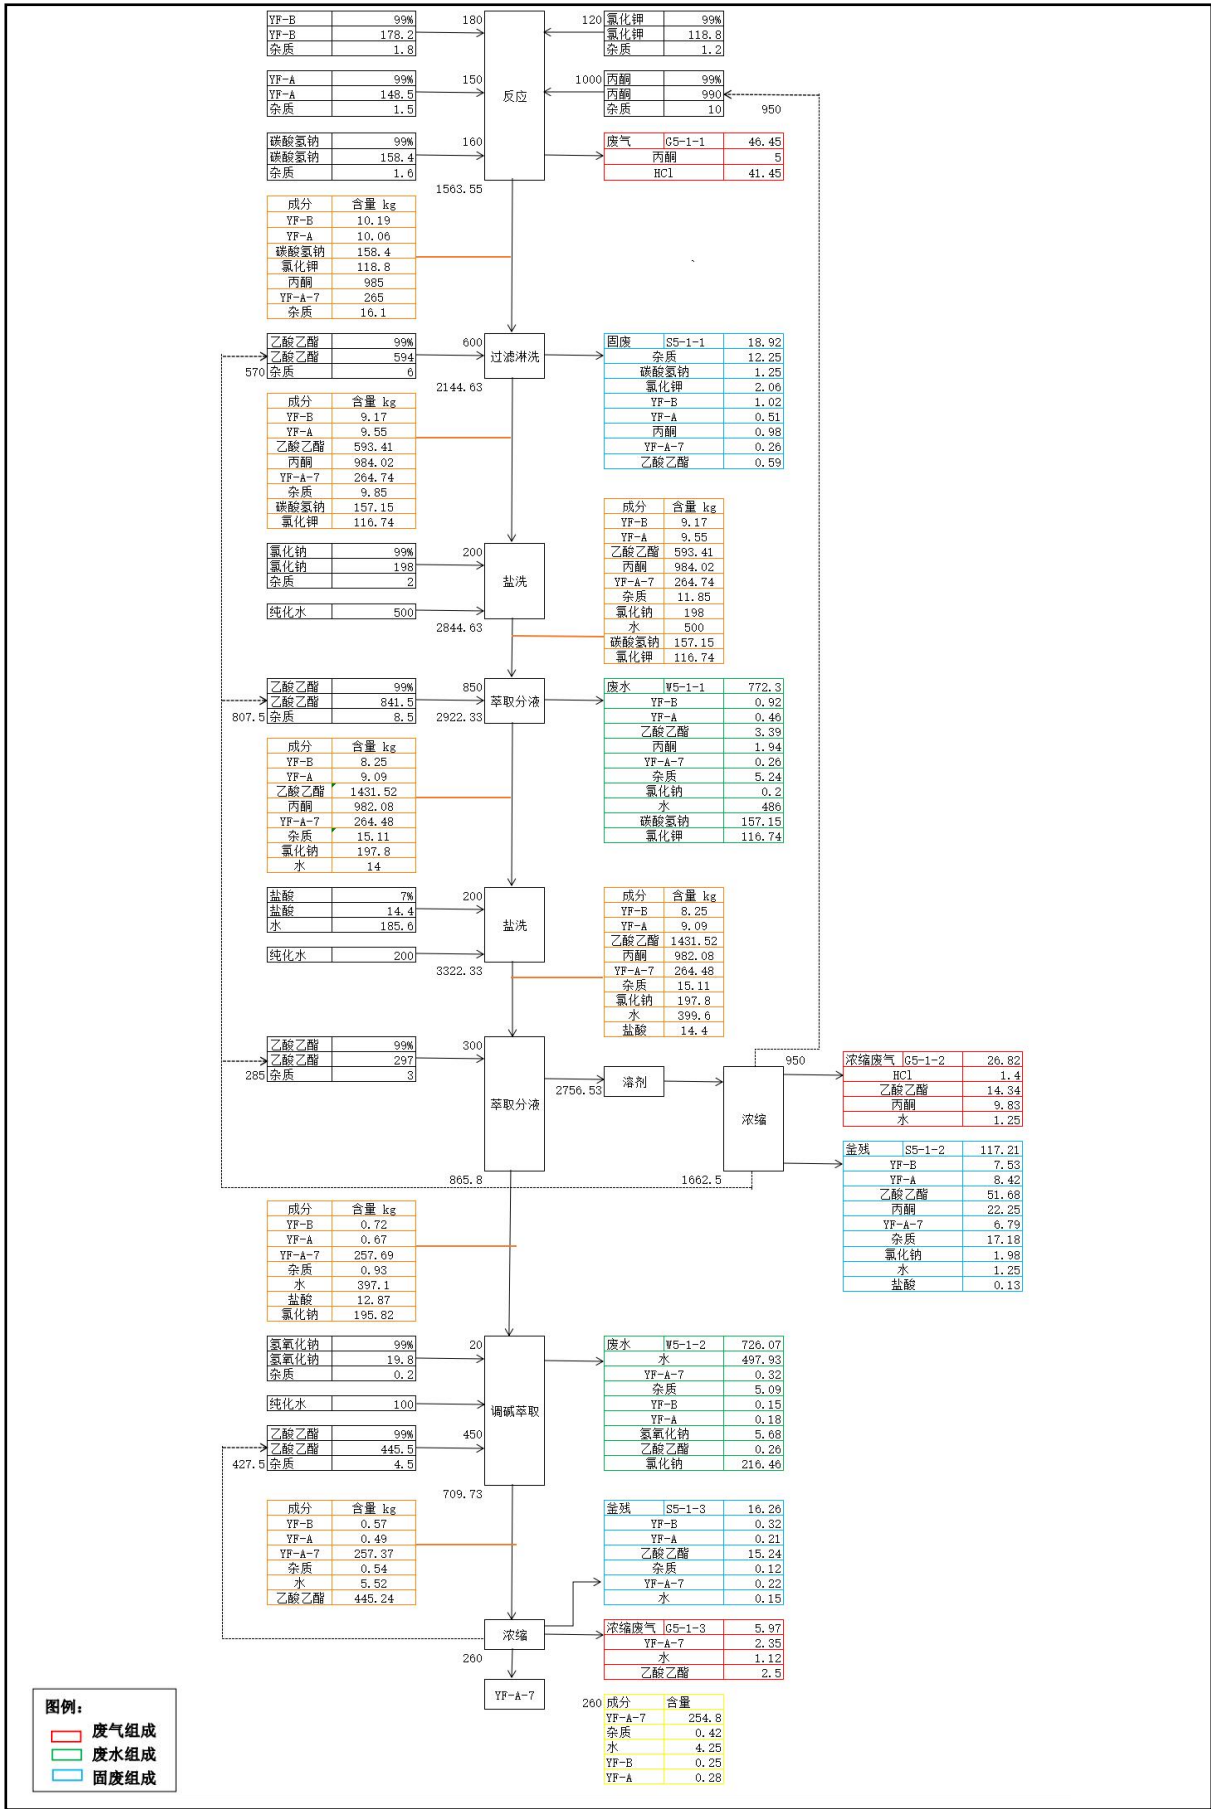 YF-B 99%
YF-B 178.2
杂质 1.8
180
120
氯化钾 99%
氯化钾 118.8
杂质 1.2
YF-A 99%
YF-A 148.5
杂质 1.5
150
反应
1000
丙酮 99%
丙酮 990
杂质 10
950
碳酸氢钠 99%
碳酸氢钠 158.4
杂质 1.6
160
废气 G5-1-1 46.45
丙酮 5
HCl 41.45
1563.55
成分 含量 kg
YF-B 10.19
YF-A 10.06
碳酸氢钠 158.4
氯化钾 118.8
丙酮 985
YF-A-7 265
杂质 16.1
、
乙酸乙酯 99%
乙酸乙酯 594
杂质 6
570
600
过滤淋洗
2144.63
固废 S5-1-1 18.92
杂质 12.25
碳酸氢钠 1.25
氯化钾 2.06
YF-B 1.02
YF-A 0.51
丙酮 0.98
YF-A-7 0.26
乙酸乙酯 0.59
成分 含量 kg
YF-B 9.17
YF-A 9.55
乙酸乙酯 593.41
丙酮 984.02
YF-A-7 264.74
杂质 9.85
碳酸氢钠 157.15
氯化钾 116.74
氯化钠 99%
氯化钠 198
杂质 2
200
盐洗
纯化水 500
2844.63
成分 含量 kg
YF-B 9.17
YF-A 9.55
乙酸乙酯 593.41
丙酮 984.02
YF-A-7 264.74
杂质 11.85
氯化钠 198
水 500
碳酸氢钠 157.15
氯化钾 116.74
乙酸乙酯 99%
乙酸乙酯 841.5
杂质 8.5
807.5
850
萃取分液
2922.33
废水 W5-1-1 772.3
YF-B 0.92
YF-A 0.46
乙酸乙酯 3.39
丙酮 1.94
YF-A-7 0.26
杂质 5.24
氯化钠 0.2
水 486
碳酸氢钠 157.15
氯化钾 116.74
成分 含量 kg
YF-B 8.25
YF-A 9.09
乙酸乙酯 1431.52
丙酮 982.08
YF-A-7 264.48
杂质 15.11
氯化钠 197.8
水 14
盐酸 7%
盐酸 14.4
水 185.6
200
盐洗
纯化水 200
3322.33
成分 含量 kg
YF-B 8.25
YF-A 9.09
乙酸乙酯 1431.52
丙酮 982.08
YF-A-7 264.48
杂质 15.11
氯化钠 197.8
水 399.6
盐酸 14.4
乙酸乙酯 99%
乙酸乙酯 297
杂质 3
285
300
萃取分液
2756.53
溶剂
浓缩
950
865.8
1662.5
浓缩废气 G5-1-2 26.82
HCl 1.4
乙酸乙酯 14.34
丙酮 9.83
水 1.25
釜残 S5-1-2 117.21
YF-B 7.53
YF-A 8.42
乙酸乙酯 51.68
丙酮 22.25
YF-A-7 6.79
杂质 17.18
氯化钠 1.98
水 1.25
盐酸 0.13
成分 含量 kg
YF-B 0.72
YF-A 0.67
YF-A-7 257.69
杂质 0.93
水 397.1
盐酸 12.87
氯化钠 195.82
氢氧化钠 99%
氢氧化钠 19.8
杂质 0.2
20
纯化水 100
调碱萃取
乙酸乙酯 99%
乙酸乙酯 445.5
杂质 4.5
427.5
450
709.73
废水 W5-1-2 726.07
水 497.93
YF-A-7 0.32
杂质 5.09
YF-B 0.15
YF-A 0.18
氢氧化钠 5.68
乙酸乙酯 0.26
氯化钠 216.46
成分 含量 kg
YF-B 0.57
YF-A 0.49
YF-A-7 257.37
杂质 0.54
水 5.52
乙酸乙酯 445.24
釜残 S5-1-3 16.26
YF-B 0.32
YF-A 0.21
乙酸乙酯 15.24
杂质 0.12
YF-A-7 0.22
水 0.15
浓缩
260
浓缩废气 G5-1-3 5.97
YF-A-7 2.35
水 1.12
乙酸乙酯 2.5
YF-A-7
260
成分 含量
YF-A-7 254.8
杂质 0.42
水 4.25
YF-B 0.25
YF-A 0.28
图例：
废气组成
废水组成
固废组成